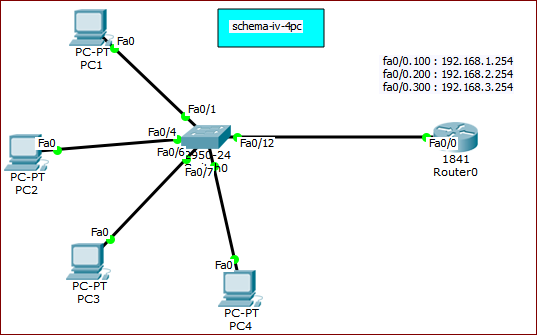 schema-iv-4pc
fa0/0.100 : 192.168.1.254
fa0/0.200 : 192.168.2.254
fa0/0.300 : 192.168.3.254
Fa0
PC-PT
PC1
Fa0/1
Fa0/4
Fa0/12
Fa0/0
1841
Router0
Fa0
PC-PT
PC2
Fa0/6
2950-24
Fa0/7
Fa0
PC-PT
PC3
Fa0
PC-PT
PC4